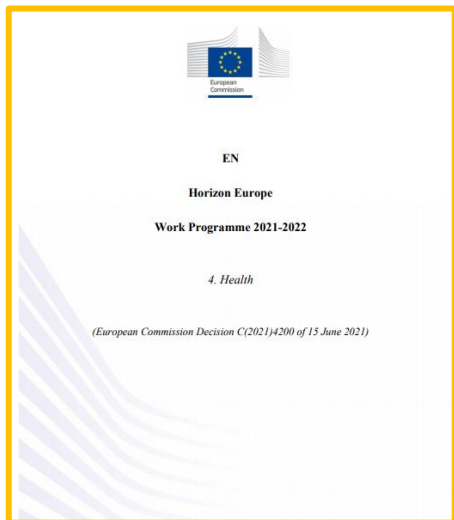 European
Commission
EN
Horizon Europe
Work Programme 2021-2022
4. Health
(European Commission Decision C(2021)4200 of 15 June 2021)